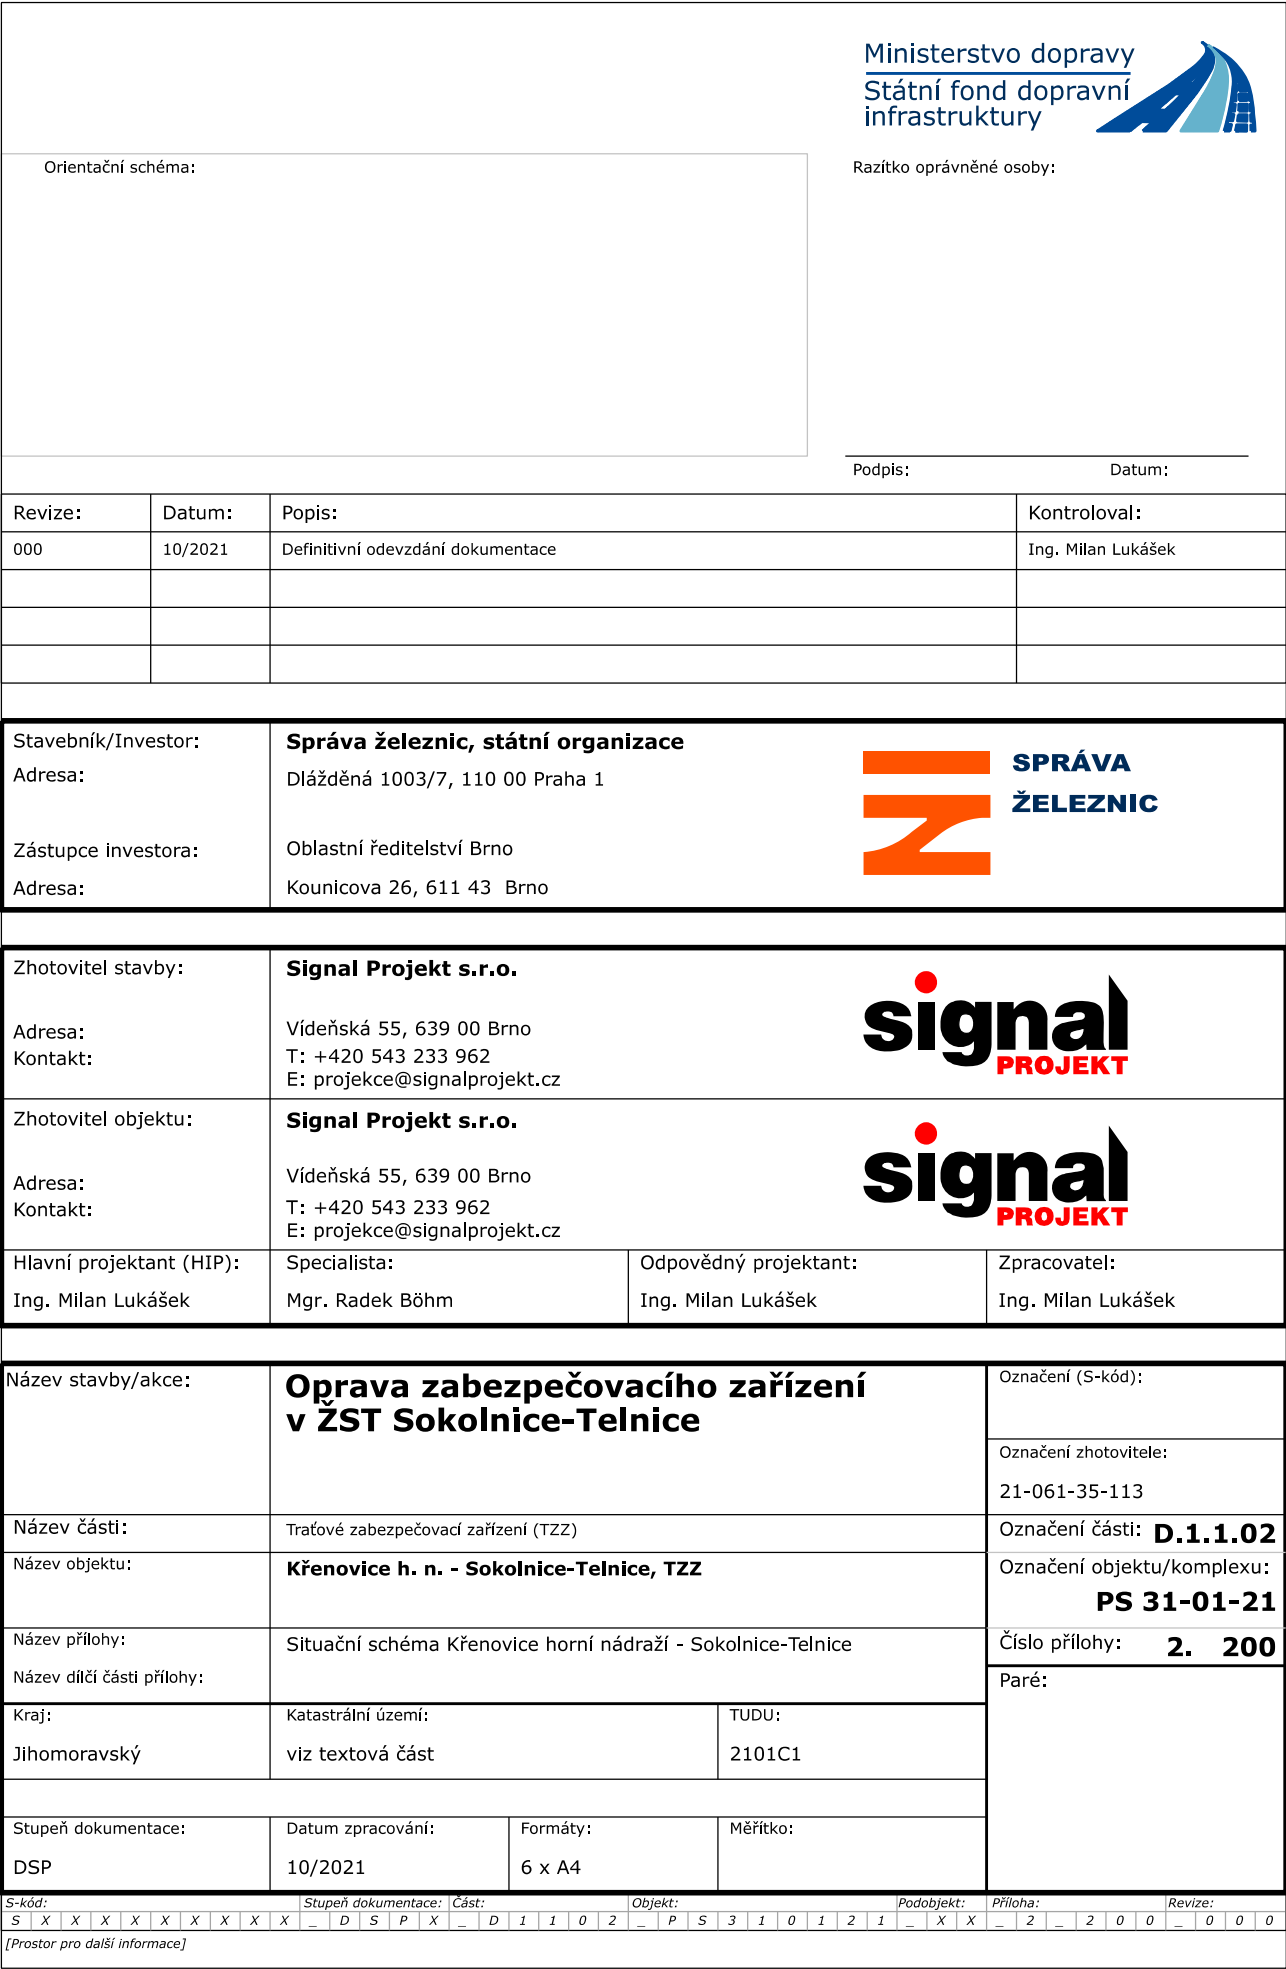 Ministerstvo dopravy
Státní fond dopravní
infrastruktury
Orientační schéma:
Razítko oprávněné osoby:
Podpis: Datum:
Revize: Datum: Popis: Kontroloval:
000 10/2021 Definitivní odevzdání dokumentace Ing. Milan Lukášek
Stavebník/Investor: Správa železnic, státní organizace
Adresa: Dlážděná 1003/7, 110 00 Praha 1
SPRÁVA
ŽELEZNIC
Zástupce investora: Oblastní ředitelství Brno
Adresa: Kounicova 26, 611 43  Brno
Zhotovitel stavby: Signal Projekt s.r.o.
Adresa: Vídeňská 55, 639 00 Brno
Kontakt: T: +420 543 233 962
E: projekce@signalprojekt.cz
signal
PROJEKT
Zhotovitel objektu: Signal Projekt s.r.o.
Adresa: Vídeňská 55, 639 00 Brno
Kontakt: T: +420 543 233 962
E: projekce@signalprojekt.cz
signal
PROJEKT
Hlavní projektant (HIP): Specialista: Odpovědný projektant: Zpracovatel:
Ing. Milan Lukášek Mgr. Radek Böhm Ing. Milan Lukášek Ing. Milan Lukášek
Název stavby/akce: Oprava zabezpečovacího zařízení
v ŽST Sokolnice-Telnice
Označení (S-kód):
Označení zhotovitele:
21-061-35-113
Název části: Traťové zabezpečovací zařízení (TZZ) Označení části: D.1.1.02
Název objektu: Křenovice h. n. - Sokolnice-Telnice, TZZ Označení objektu/komplexu:
PS 31-01-21
Název přílohy: Situační schéma Křenovice horní nádraží - Sokolnice-Telnice Číslo přílohy: 2. 200
Název dílčí části přílohy:
Paré:
Kraj: Katastrální území: TUDU:
Jihomoravský viz textová část 2101C1
Stupeň dokumentace: Datum zpracování: Formáty: Měřítko:
DSP 10/2021 6 x A4
S-kód: Stupeň dokumentace: Část: Objekt: Podobjekt: Příloha: Revize:
S X X X X X X X X X _ D S P X _ D 1 1 0 2 _ P S 3 1 0 1 2 1 _ X X _ 2 _ 2 0 0 _ 0 0 0
[Prostor pro další informace]